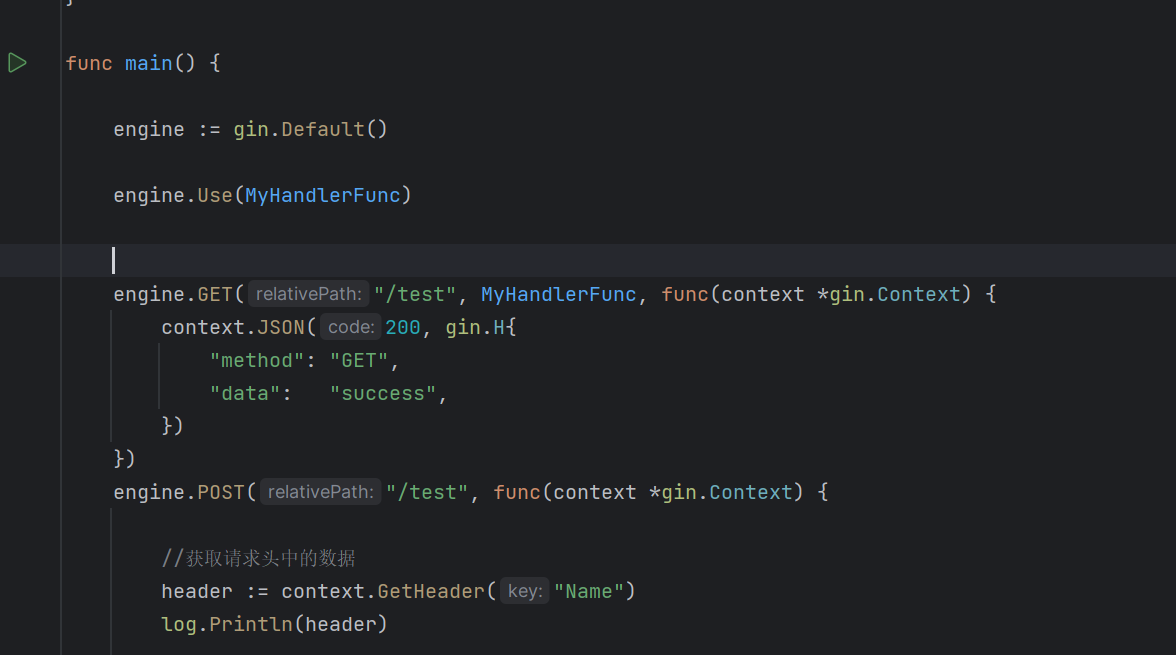 }
func main() {
engine := gin.Default()
engine.Use(MyHandlerFunc)
engine.GET( relativePath: "/test", MyHandlerFunc, func(context *gin.Context) {
context.JSON( code: 200, gin.H{
"method": "GET",
"data":   "success",
})
})
engine.POST( relativePath: "/test", func(context *gin.Context) {
//获取请求头中的数据
header := context.GetHeader( key: "Name")
log.Println(header)